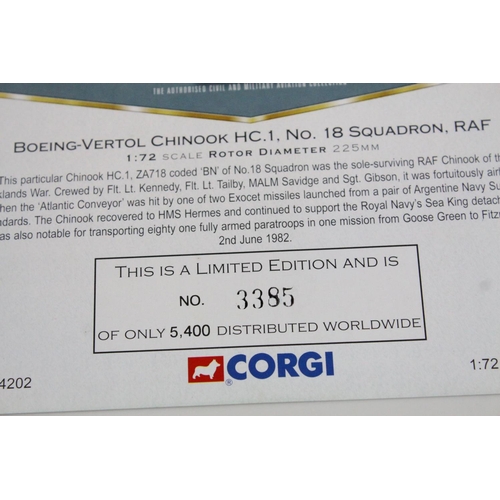 THE AUTHORISED CIVIL AND MILITARY AVIATION COLLECTION
BOEING-VERTOL CHINOOK HC.1, NO. 18 SQUADRON, RAF
1:72 SCALE ROTOR DIAMETER 225MM
This particular Chinook HC.1, ZA718 coded 'BN' of No.18 Squadron was the sole-surviving RAF Chinook of the
klands War. Crewed by Flt. Lt. Kennedy, Flt. Lt. Tailby, MALM Savidge and Sgt. Gibson, it was fortuitously airb
hen the 'Atlantic Conveyor' was hit by one of two Exocet missiles launched from a pair of Argentine Navy Su
ndards. The Chinook recovered to HMS Hermes and continued to support the Royal Navy's Sea King detach
as also notable for transporting eighty one fully armed paratroops in one mission from Goose Green to Fitz
2nd June 1982.
THIS IS A LIMITED EDITION AND IS
NO. 3385
OF ONLY 5,400 DISTRIBUTED WORLDWIDE
4202 CORGI 1:72